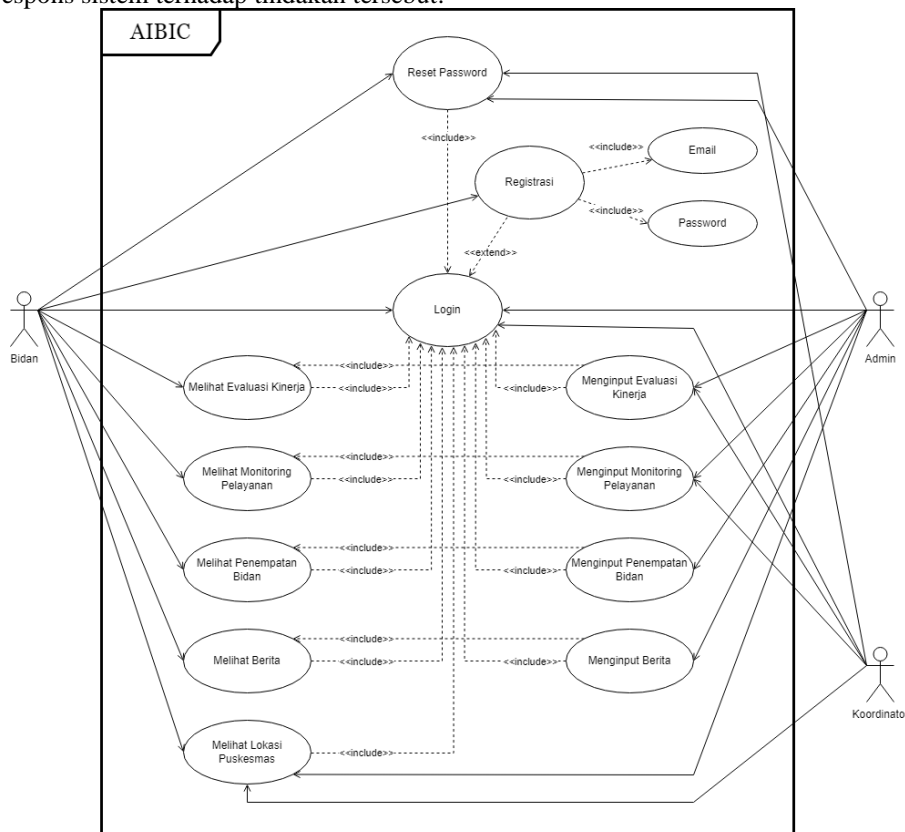 espons sistem terhadap tindakan tersebut.
AIBIC
Reset Password
<<include>>
<<include>>
Email
Registrasi
<<include>>
Password
<<extend>>
Login
Bidan
Admin
<<include>>
Melihat Evaluasi Kinerja
<<include>>
<<include>>
Menginput Evaluasi
Kinerja
<<include>>
Melihat Monitoring
Pelayanan
<<include>>
<<include>>
Menginput Monitoring
Pelayanan
<<include>>
Melihat Penempatan
Bidan
<<include>>
<<include>>
Menginput Penempatan
Bidan
<<include>>
Melihat Berita
<<include>>
<<include>>
Menginput Berita
Koordinato
Melihat Lokasi
Puskesmas
<<include>>